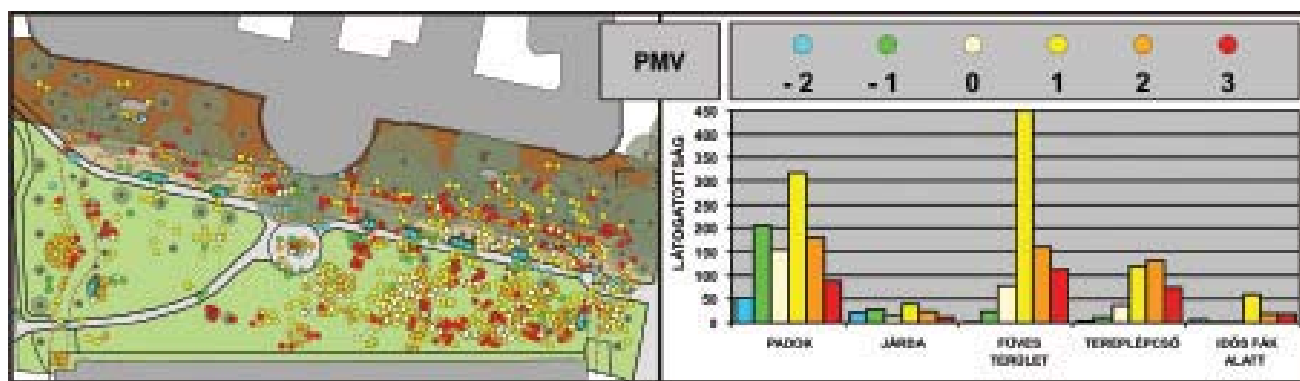 PMV
- 2 - 1 0 1 2 3
LÁTOGATOTTSÁG
450
400
350
300
250
200
150
100
50
0
PADOK
JÁRDA
FÜVES
TERÜLET
TEREPLÉPCSŐ
IDŐS FÁK
ALATT